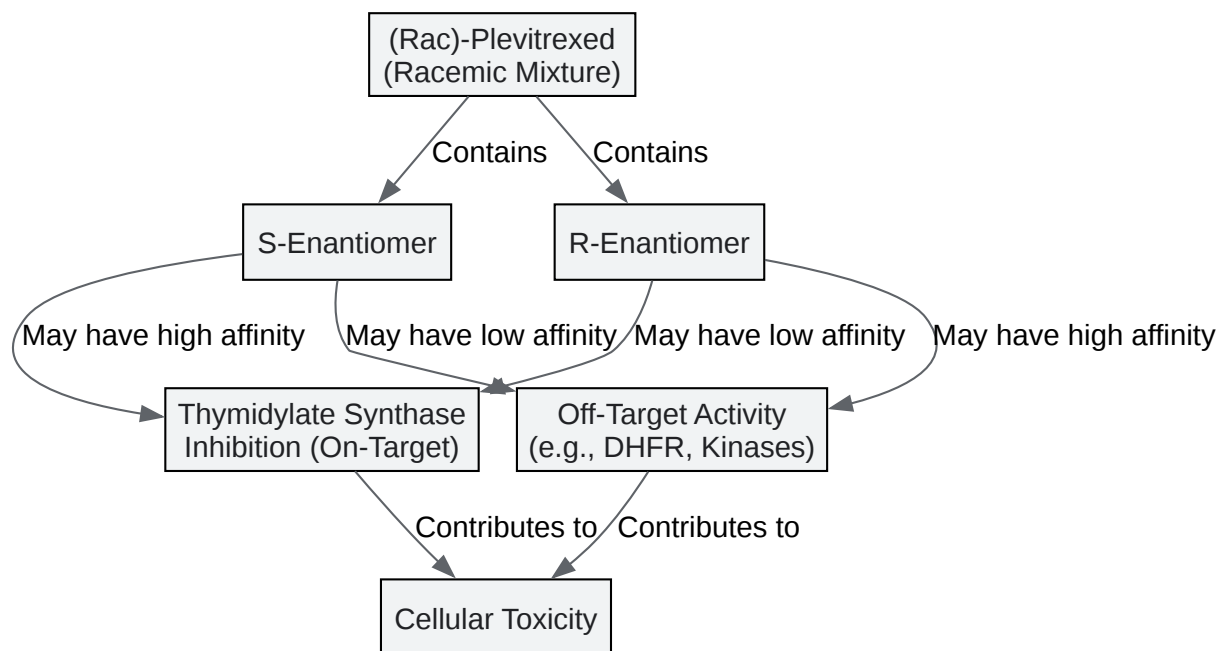 (Rac)-Plevitrexed
(Racemic Mixture)
Contains
Contains
S-Enantiomer
R-Enantiomer
May have high affinity
May have low affinity
May have low affinity
May have high affinity
Thymidylate Synthase
Inhibition (On-Target)
Off-Target Activity
(e.g., DHFR, Kinases)
Contributes to
Contributes to
Cellular Toxicity